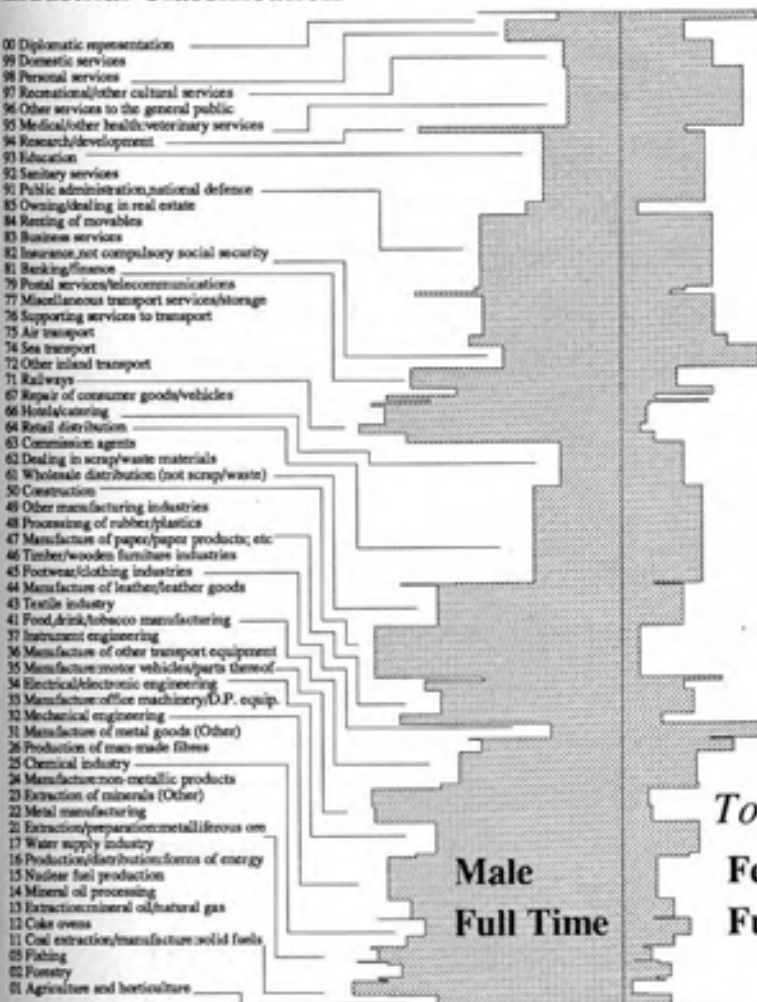 Industrial Classification
00 Diplomatic representation
99 Domestic services
98 Personal services
97 Recreational/other cultural services
96 Other services to the general public
95 Medical/other health:veterinary services
94 Research/development
93 Education
92 Sanitary services
91 Public administration,national defence
85 Owning/dealing in real estate
84 Renting of movables
83 Business services
82 Insurance,not compulsory social security
81 Banking/finance
79 Postal services/telecommunications
77 Miscellaneous transport services/storage
76 Supporting services to transport
75 Air transport
74 Sea transport
72 Other inland transport
71 Railways
67 Repair of consumer goods/vehicles
66 Hotels/catering
64 Retail distribution
63 Commission agents
62 Dealing in scrap/waste materials
61 Wholesale distribution (not scrap/waste)
50 Construction
49 Other manufacturing industries
48 Processinng of rubber/plastics
47 Manufacture of paper/paper products; etc
46 Timber/wooden furniture industries
45 Footwear/clothing industries
44 Manufacture of leather/leather goods
43 Textile industry
41 Food,drink/tobacco manufacturing
37 Instrument engineering
36 Manufacture of other transport equipment
35 Manufacture:motor vehicles/parts thereof
34 Electrical/electronic engineering
33 Manufacture:office machinery/D.P. equip.
32 Mechanical engineering
31 Manufacture of metal goods (Other)
26 Production of man-made fibres
25 Chemical industry
24 Manufacture:non-metallic products
23 Extraction of minerals (Other)
22 Metal manufacturing
21 Extraction/preparation:metalliferous ore
17 Water supply industry
16 Production/distribution:forms of energy
15 Nuclear fuel production
14 Mineral oil processing
13 Extraction:mineral oil/natural gas
12 Coke ovens
11 Coal extraction/manufacture:solid fuels
03 Fishing
02 Forestry
01 Agriculture and horticulture
Male
Full Time
To
Fe
Fu